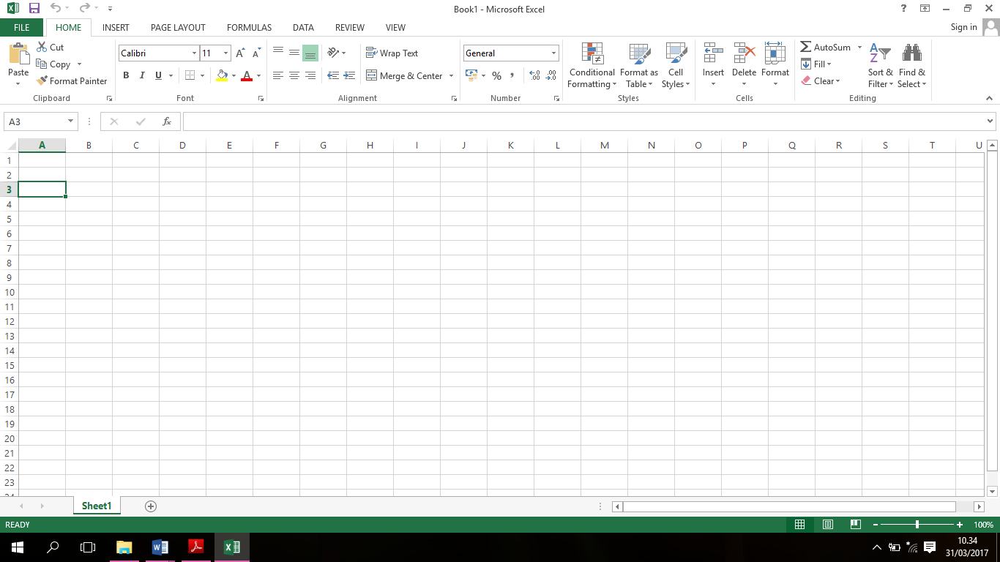 Book1 - Microsoft Excel
?
FILE HOME INSERT PAGE LAYOUT FORMULAS DATA REVIEW VIEW Sign in
Paste
Cut
Copy
Format Painter
Clipboard
Calibri 11
B I U A
Font
Wrap Text
Merge & Center
Alignment
General
% ,
Number
Conditional Formatting
Format as Table
Cell Styles
Styles
Insert Delete Format
Cells
AutoSum
Fill
Clear
Sort & Filter
Find & Select
Editing
A3 fx
A B C D E F G H I J K L M N O P Q R S T U
1
2
3
4
5
6
7
8
9
10
11
12
13
14
15
16
17
18
19
20
21
22
23
Sheet1
READY 100%
10.34
31/03/2017